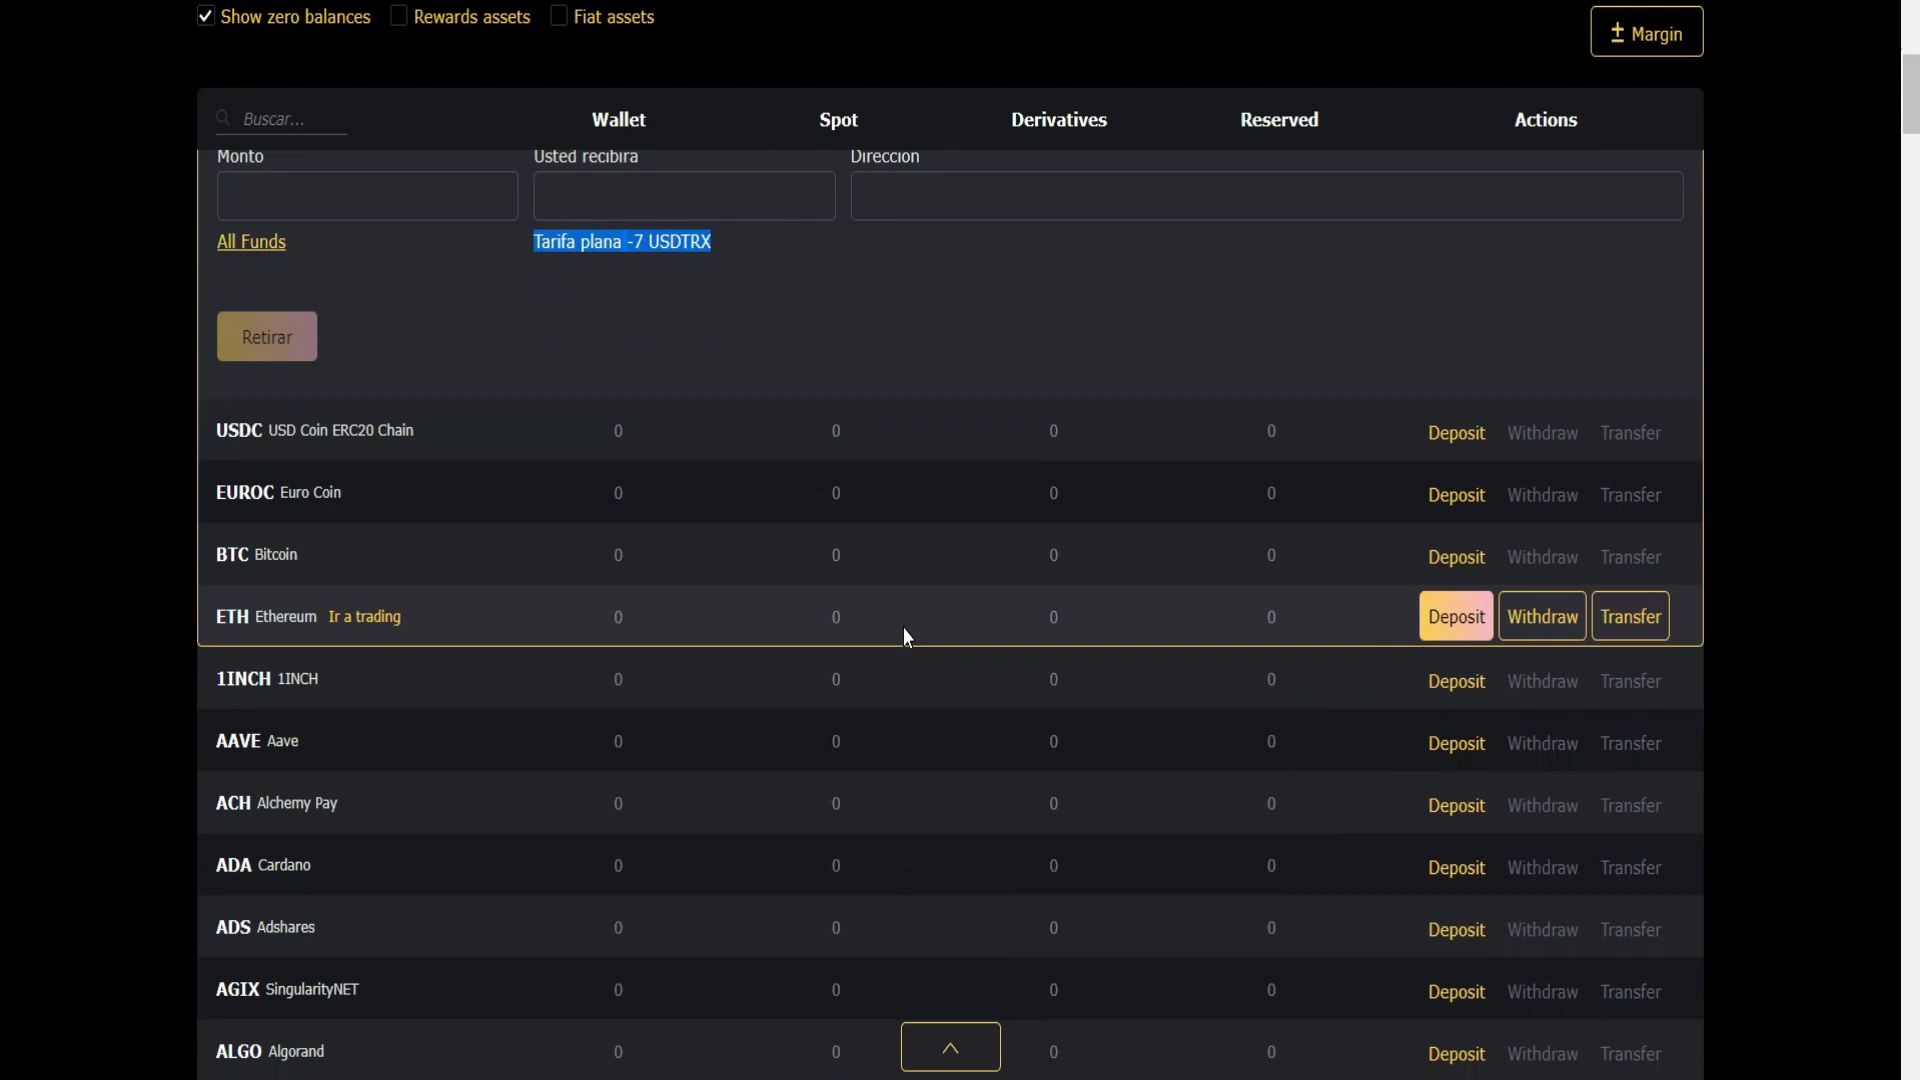 Show zero balances Rewards assets Fiat assets
± Margin
Buscar... Wallet Spot Derivatives Reserved Actions
Monto Usted recibira Direccion
All Funds Tarifa plana -7 USDTRX
Retirar
USDC USD Coin ERC20 Chain 0 0 0 0 Deposit Withdraw Transfer
EUROC Euro Coin 0 0 0 0 Deposit Withdraw Transfer
BTC Bitcoin 0 0 0 0 Deposit Withdraw Transfer
ETH Ethereum Ir a trading 0 0 0 0 Deposit Withdraw Transfer
1INCH 1INCH 0 0 0 0 Deposit Withdraw Transfer
AAVE Aave 0 0 0 0 Deposit Withdraw Transfer
ACH Alchemy Pay 0 0 0 0 Deposit Withdraw Transfer
ADA Cardano 0 0 0 0 Deposit Withdraw Transfer
ADS Adshares 0 0 0 0 Deposit Withdraw Transfer
AGIX SingularityNET 0 0 0 0 Deposit Withdraw Transfer
ALGO Algorand 0 0 0 0 Deposit Withdraw Transfer